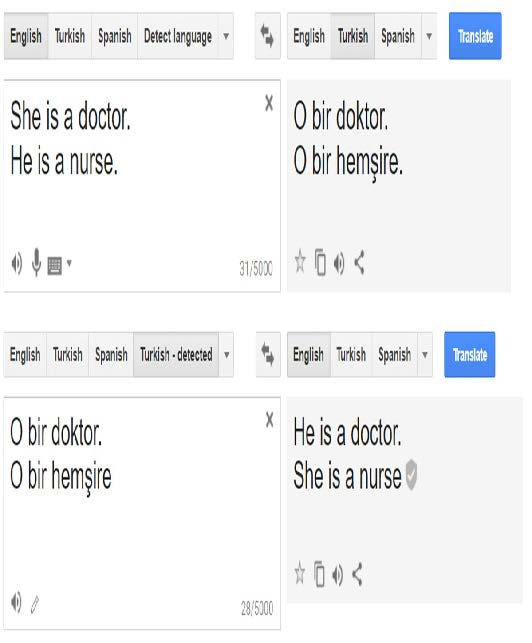 English Turkish Spanish Detect language English Turkish Spanish Translate
She is a doctor.
He is a nurse.
31/5000
O bir doktor.
O bir hemşire.
English Turkish Spanish Turkish - detected English Turkish Spanish Translate
O bir doktor.
O bir hemşire
28/5000
He is a doctor.
She is a nurse